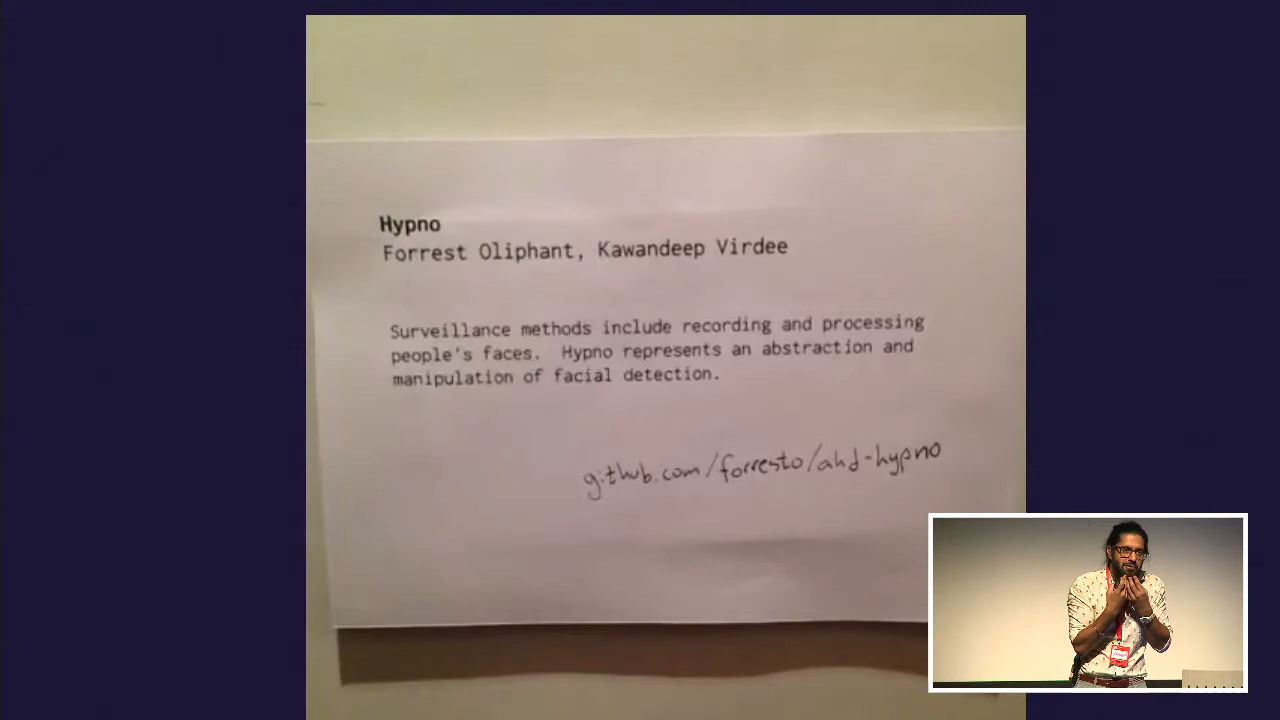 Hypno
Forrest Oliphant, Kawandeep Virdee
Surveillance methods include recording and processing
people's faces.  Hypno represents an abstraction and
manipulation of facial detection.
github.com/forresto/ahd-hypno